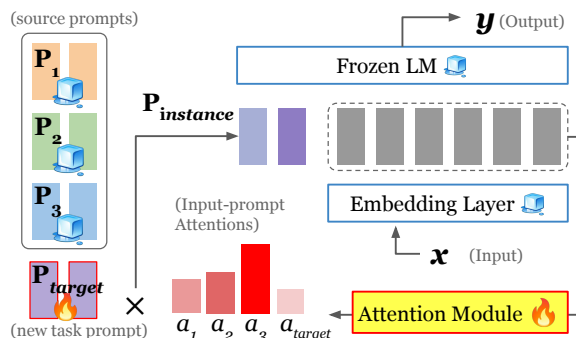 (source prompts)
P1
P2
P3
Ptarget
(new task prompt)
y (Output)
Frozen LM
Pinstance
Embedding Layer
x (Input)
(Input-prompt
Attentions)
×
a1 a2 a3 atarget
Attention Module